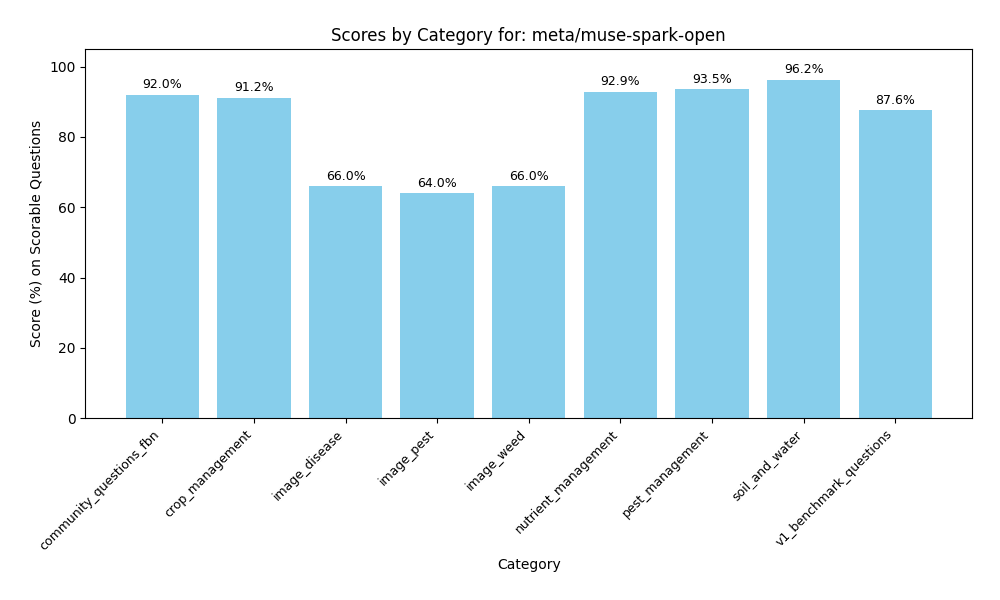 Scores by Category for: meta/muse-spark-open
Score (%) on Scorable Questions
100
80
60
40
20
0
92.0%
91.2%
66.0%
64.0%
66.0%
92.9%
93.5%
96.2%
87.6%
community_questions_fbn
crop_management
image_disease
image_pest
image_weed
nutrient_management
pest_management
soil_and_water
v1_benchmark_questions
Category